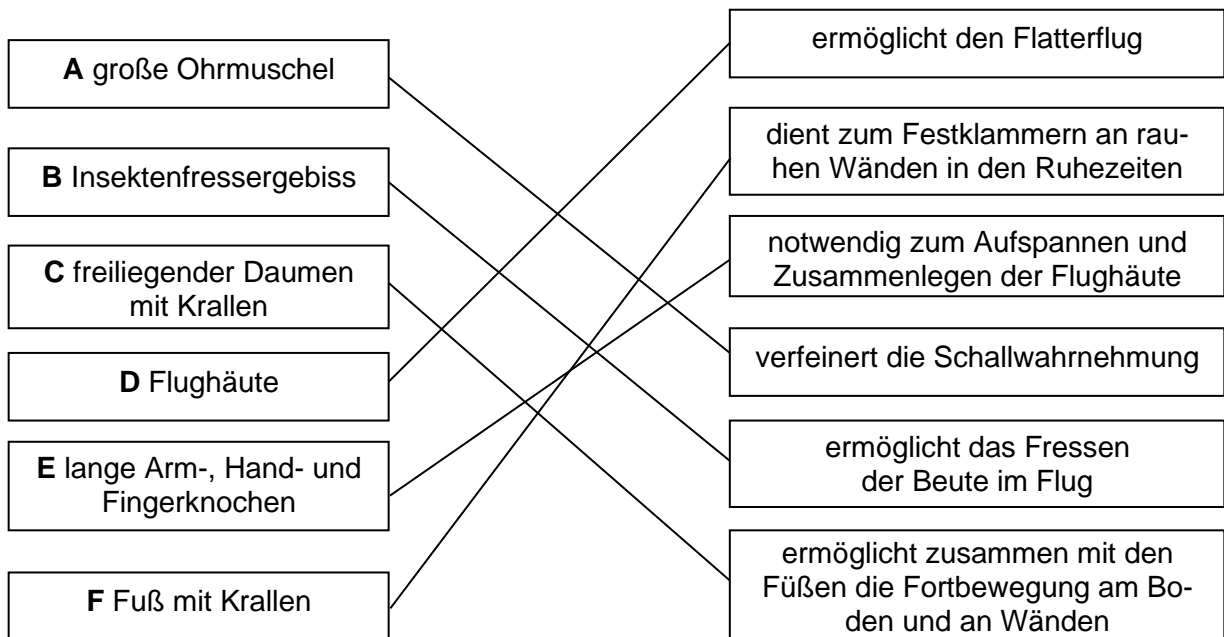 A große Ohrmuschel
B Insektenfressergebiss
C freiliegender Daumen
mit Krallen
D Flughäute
E lange Arm-, Hand- und
Fingerknochen
F Fuß mit Krallen
ermöglicht den Flatterflug
dient zum Festklammern an rau-
hen Wänden in den Ruhezeiten
notwendig zum Aufspannen und
Zusammenlegen der Flughäute
verfeinert die Schallwahrnehmung
ermöglicht das Fressen
der Beute im Flug
ermöglicht zusammen mit den
Füßen die Fortbewegung am Bo-
den und an Wänden